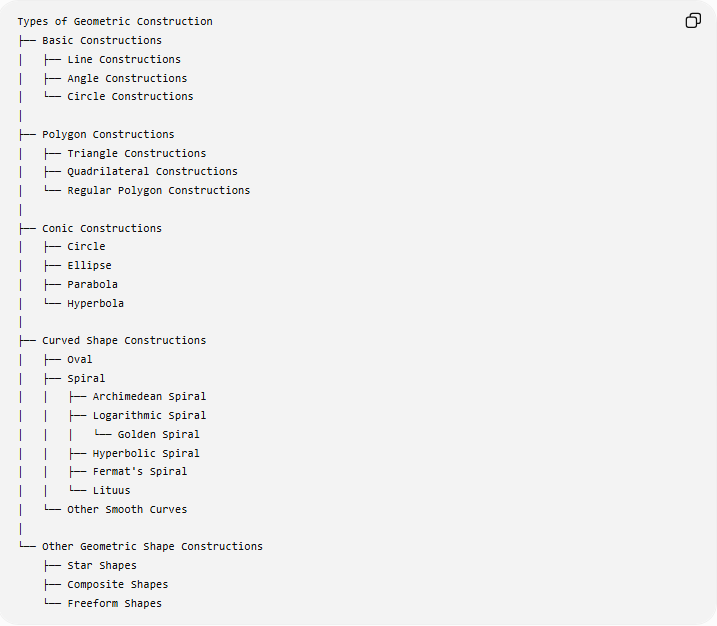 Types of Geometric Construction
├── Basic Constructions
│   ├── Line Constructions
│   ├── Angle Constructions
│   └── Circle Constructions
│
├── Polygon Constructions
│   ├── Triangle Constructions
│   ├── Quadrilateral Constructions
│   └── Regular Polygon Constructions
│
├── Conic Constructions
│   ├── Circle
│   ├── Ellipse
│   ├── Parabola
│   └── Hyperbola
│
├── Curved Shape Constructions
│   ├── Oval
│   ├── Spiral
│   │   ├── Archimedean Spiral
│   │   ├── Logarithmic Spiral
│   │   │   └── Golden Spiral
│   │   ├── Hyperbolic Spiral
│   │   ├── Fermat's Spiral
│   │   └── Lituus
│   └── Other Smooth Curves
│
└── Other Geometric Shape Constructions
    ├── Star Shapes
    ├── Composite Shapes
    └── Freeform Shapes